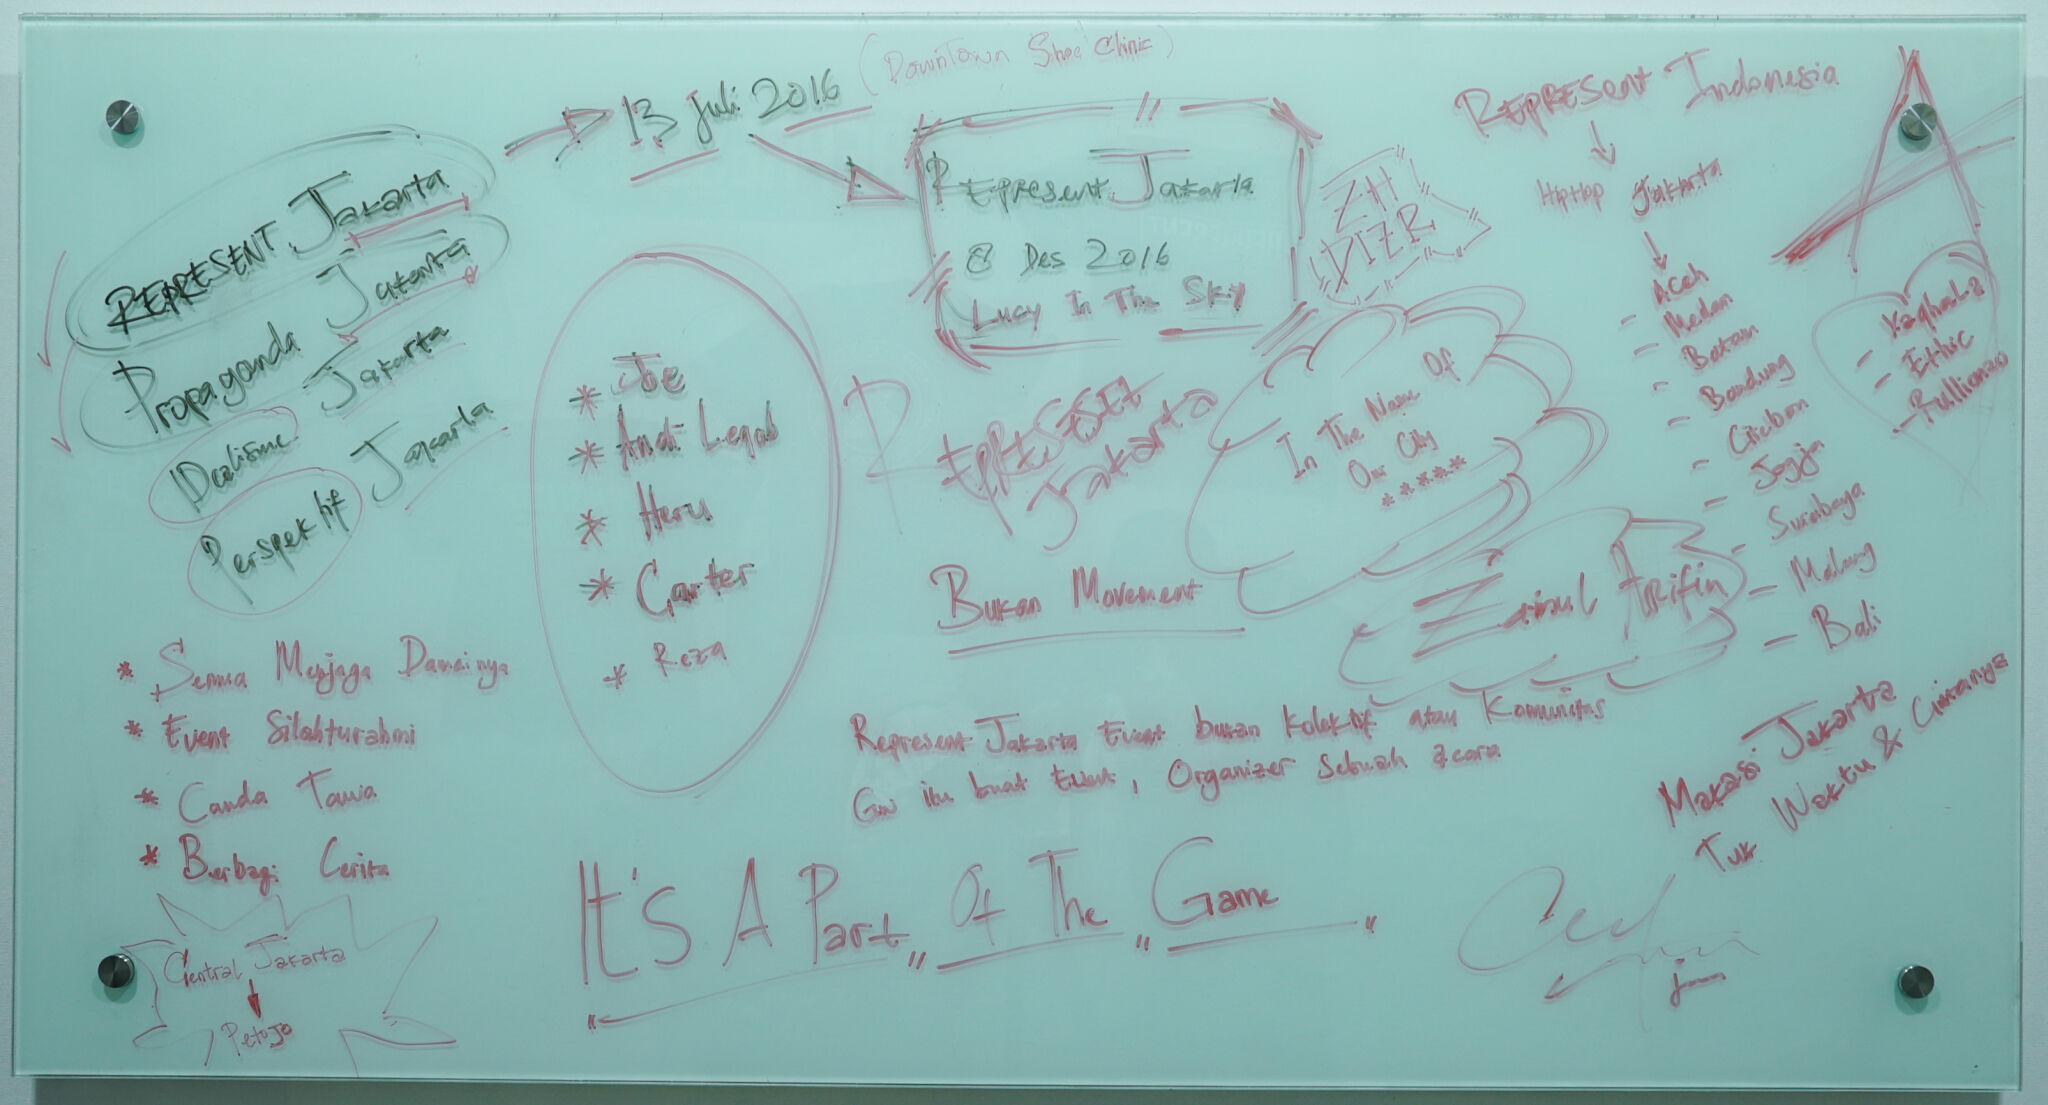 (DownTown Shoe Clinic)
13 Juli 2016
REPRESENT Jakarta
Propaganda Jakarta
IDealisme Jakarta
Perspektif Jakarta
Represent Jakarta
8 Des 2016
Lucy In The Sky
ZH
DIZR
Represent Indonesia
HipHop Jakarta
- Aceh
- Medan
- Batam
- Bandung
- Cirebon
- Jogja
- Surabaya
- Malang
- Bali
- Ethic
* Joe
* Andi
* Heru
* Carter
* Reza
Represent
Jakarta
Bukan Movement
In The Name Of
Our City
*****
Zainul Arifin
* Semua Menjaga Damainya
* Event Silahturahmi
* Canda Tawa
* Berbagi Cerita
Central Jakarta
Petojo
Represent Jakarta Event bukan Kolektif atau Komunitas
Gw itu buat Event, Organizer Sebuah acara
It's A Part Of The Game
Makasi Jakarta
Tuk Waktu & Cintanya